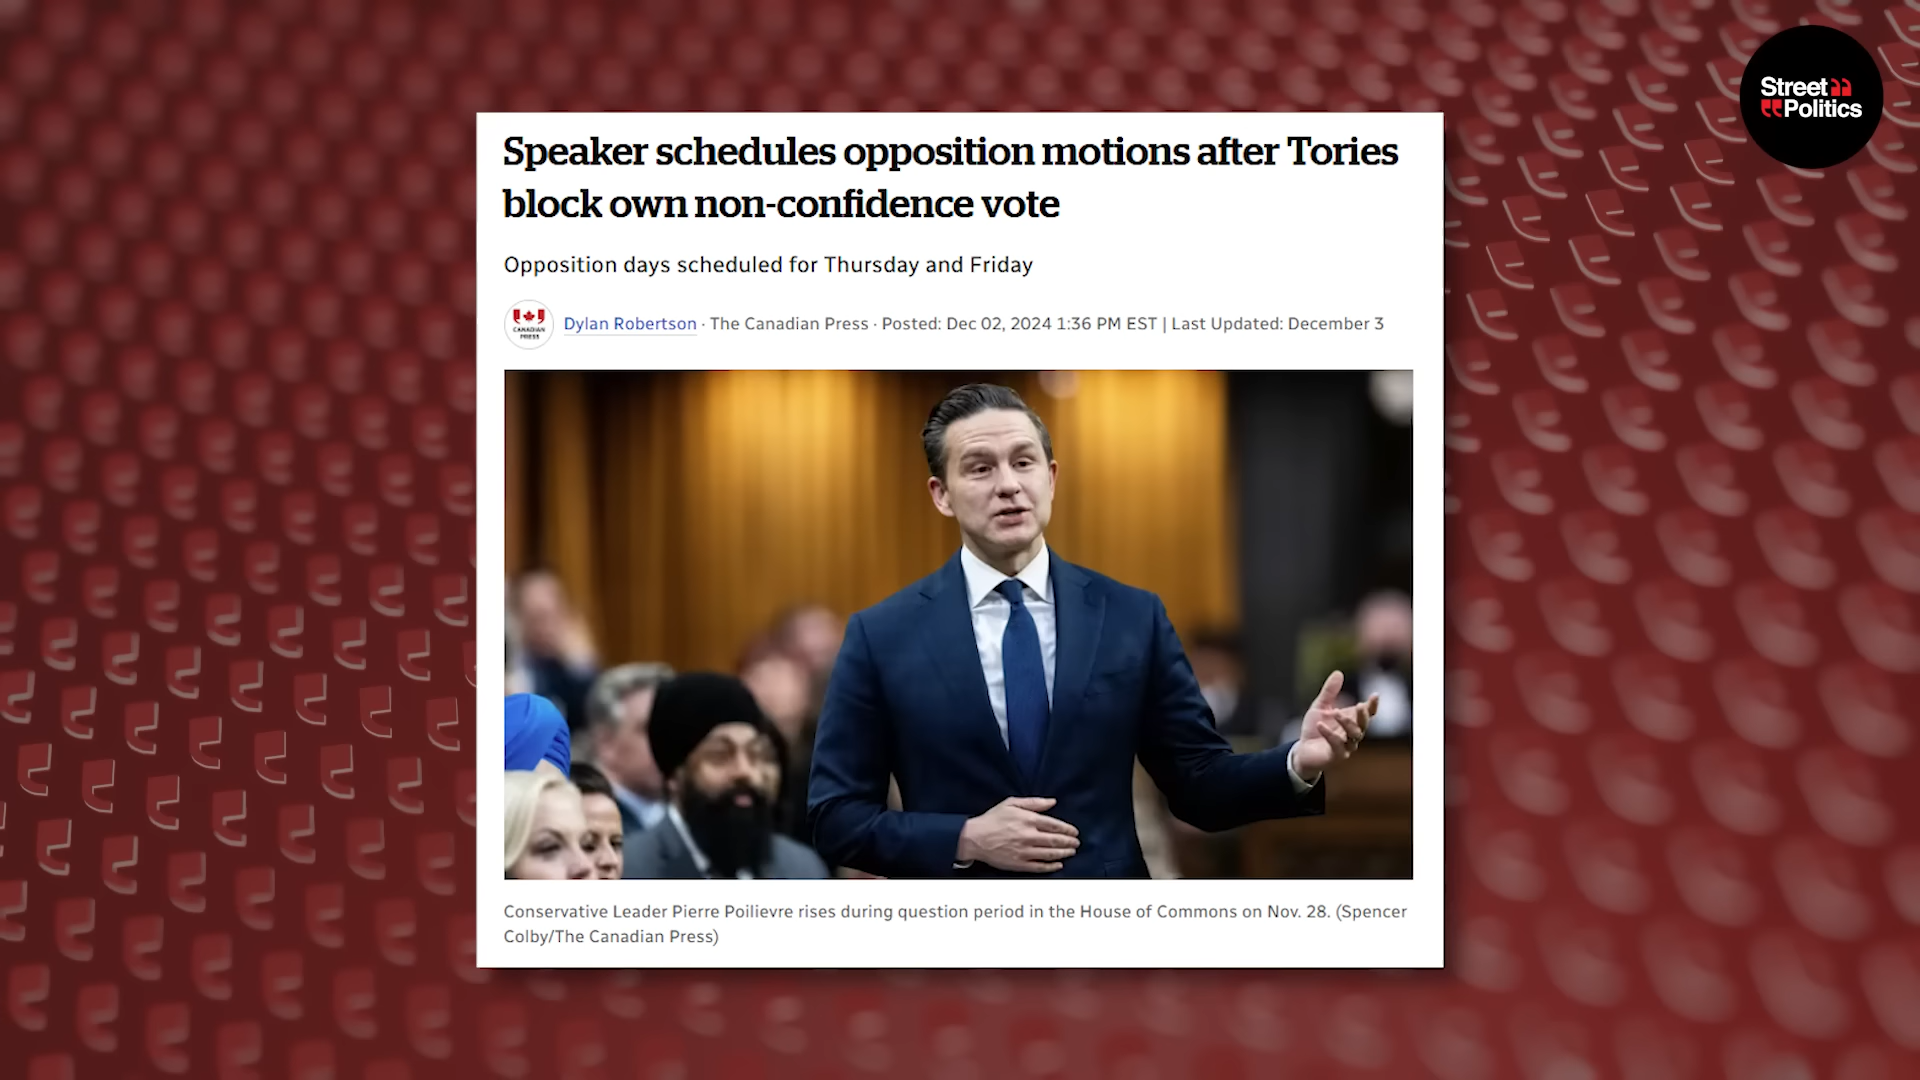 Street
Politics
Speaker schedules opposition motions after Tories
block own non-confidence vote
Opposition days scheduled for Thursday and Friday
CANADIAN
PRESS
Dylan Robertson · The Canadian Press · Posted: Dec 02, 2024 1:36 PM EST | Last Updated: December 3
Conservative Leader Pierre Poilievre rises during question period in the House of Commons on Nov. 28. (Spencer
Colby/The Canadian Press)